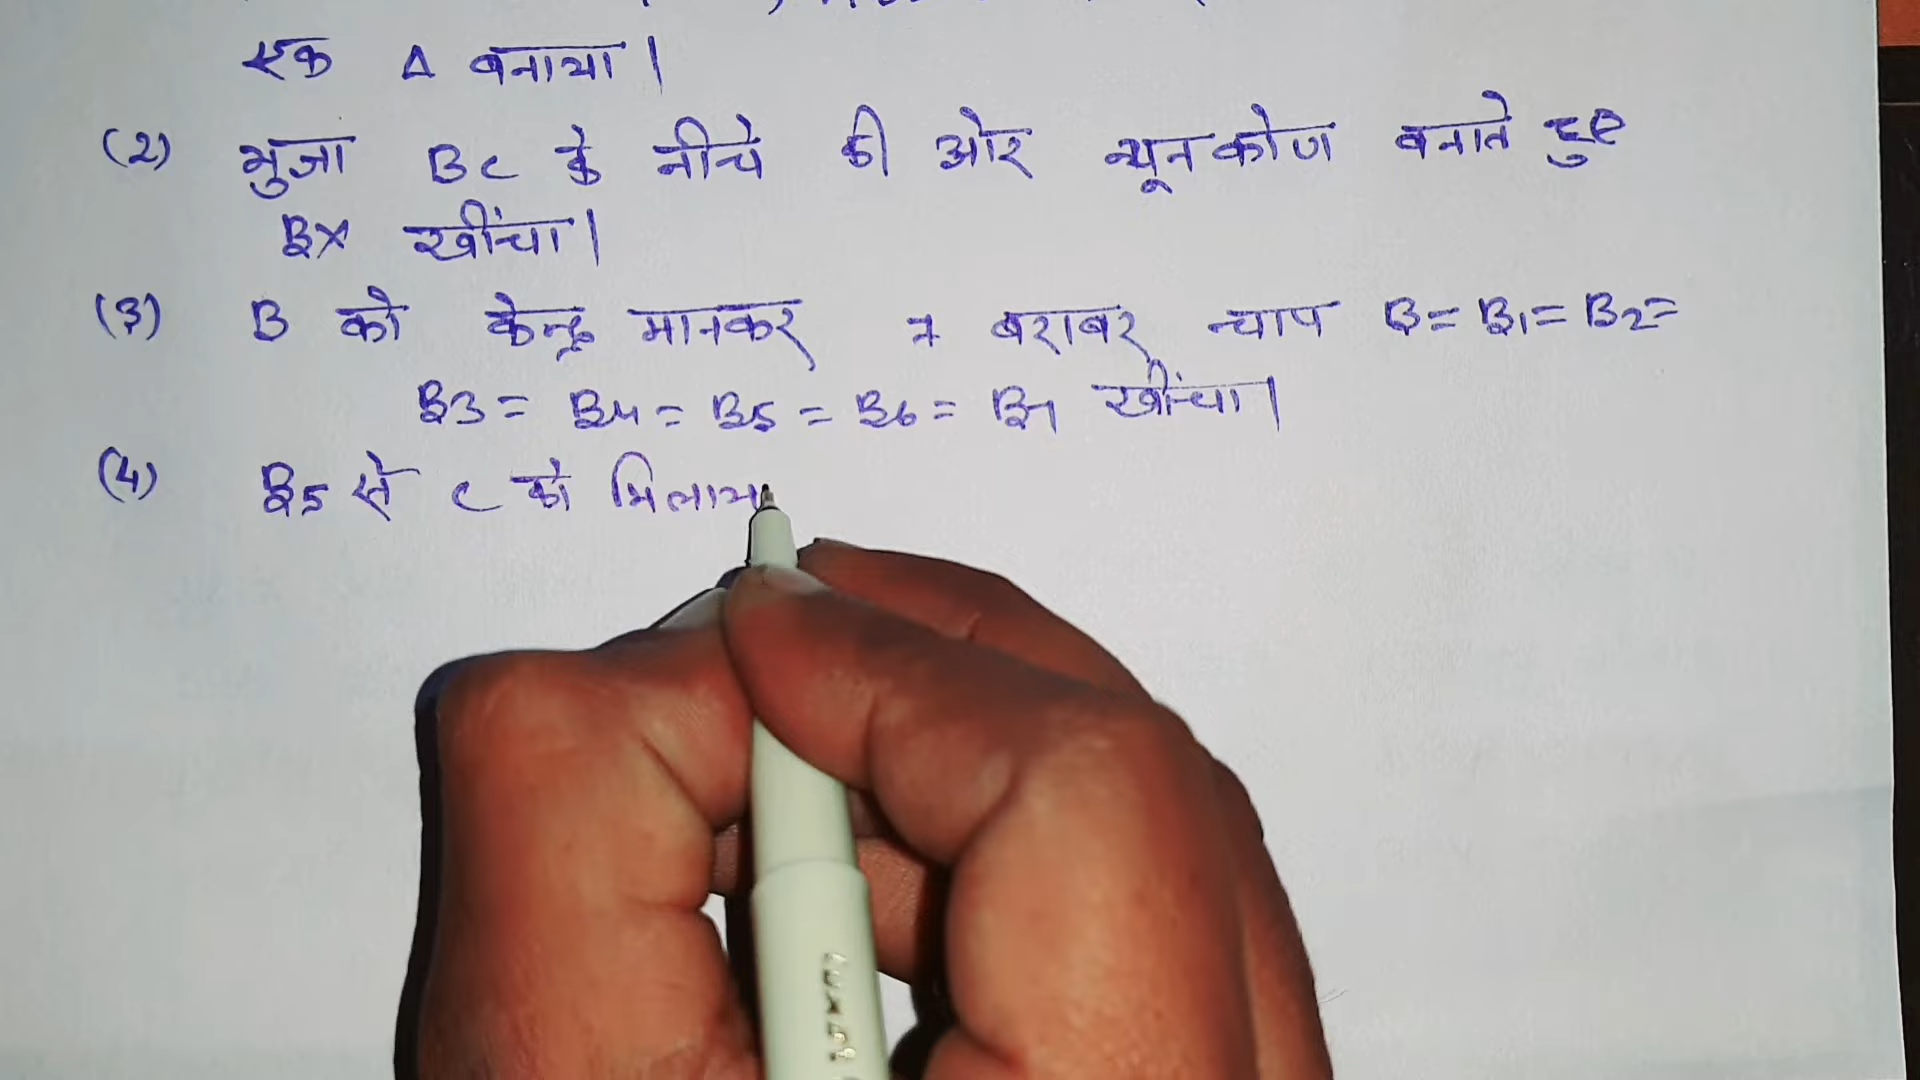 एक Δ बनाया।
(2) भुजा BC के नीचे की ओर न्यूनकोण बनाते हुए
BX खींचा।
(3) B को केन्द्र मानकर 7 बराबर चाप B = B1 = B2 =
B3 = B4 = B5 = B6 = B7 खींचा।
(4) B5 से C को मिलाया
LUXOR